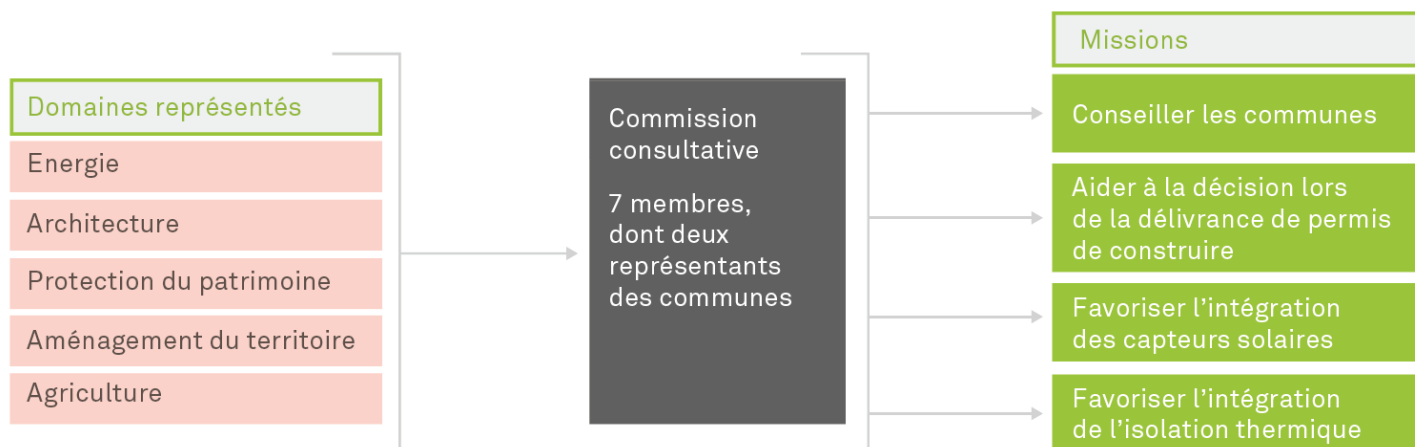 Domaines représentés
Energie
Architecture
Protection du patrimoine
Aménagement du territoire
Agriculture
Commission
consultative
7 membres,
dont deux
représentants
des communes
Missions
Conseiller les communes
Aider à la décision lors
de la délivrance de permis
de construire
Favoriser l’intégration
des capteurs solaires
Favoriser l’intégration
de l’isolation thermique